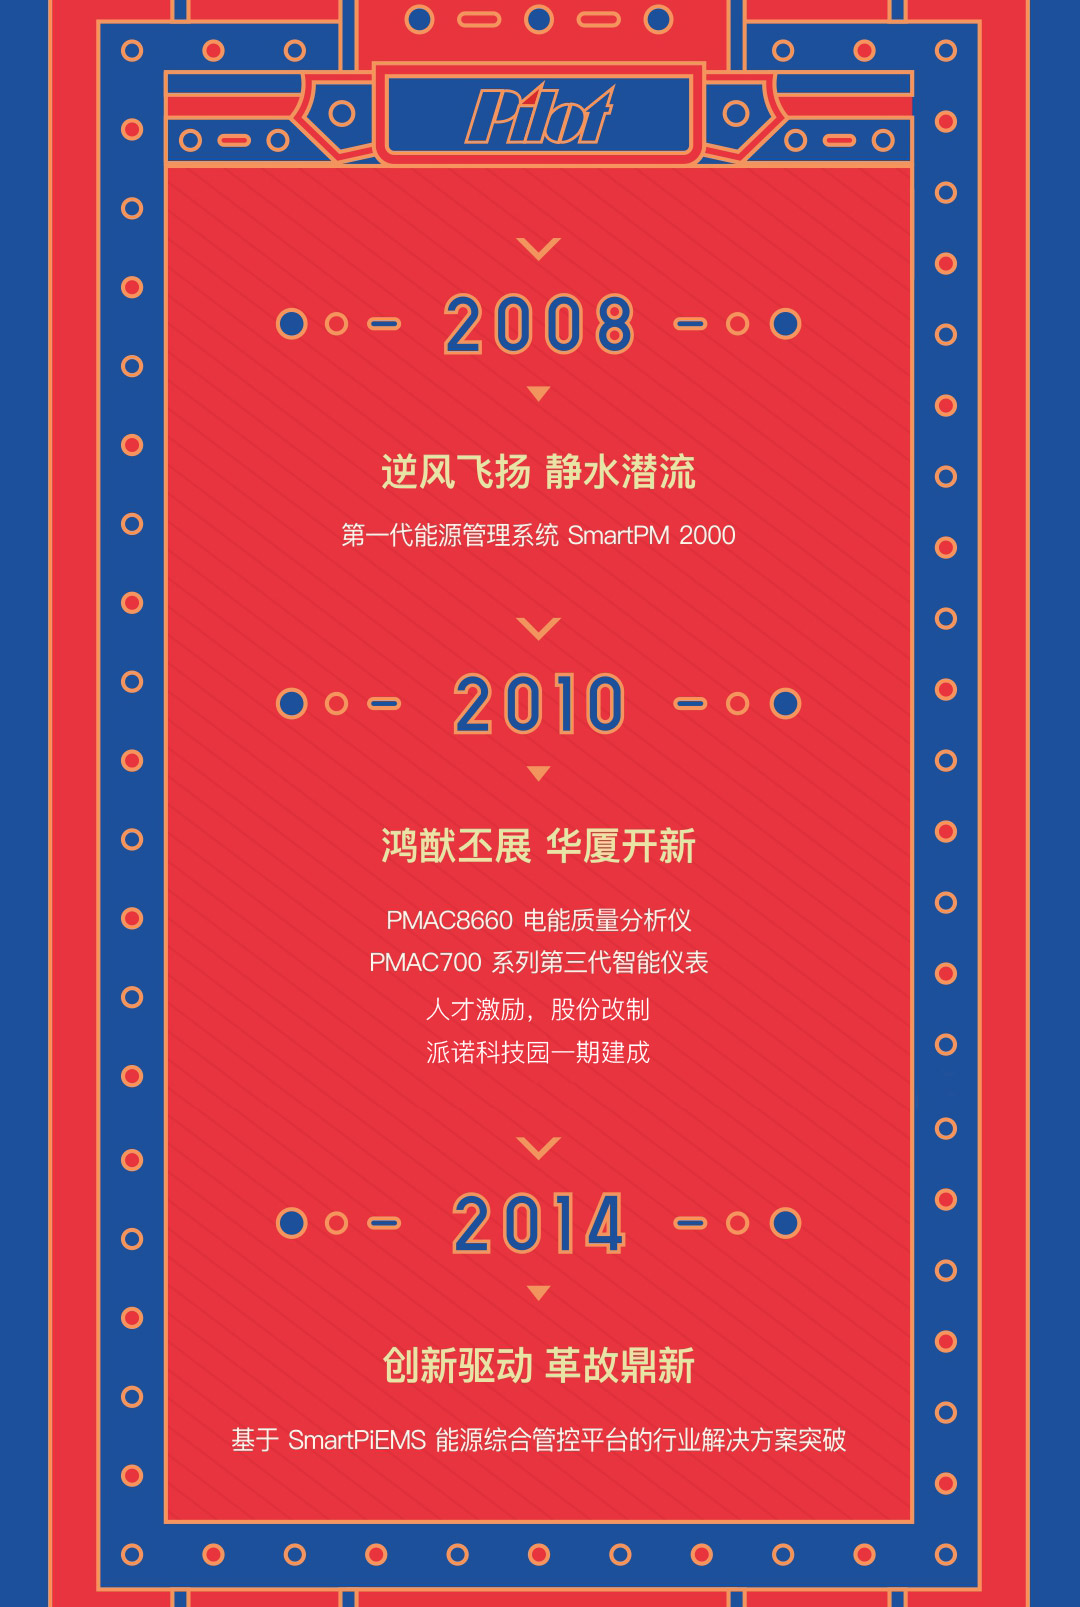 Pilot
2008
逆风飞扬 静水潜流
第一代能源管理系统 SmartPM 2000
2010
鸿猷丕展 华厦开新
PMAC8660 电能质量分析仪
PMAC700 系列第三代智能仪表
人才激励，股份改制
派诺科技园一期建成
2014
创新驱动 革故鼎新
基于 SmartPiEMS 能源综合管控平台的行业解决方案突破